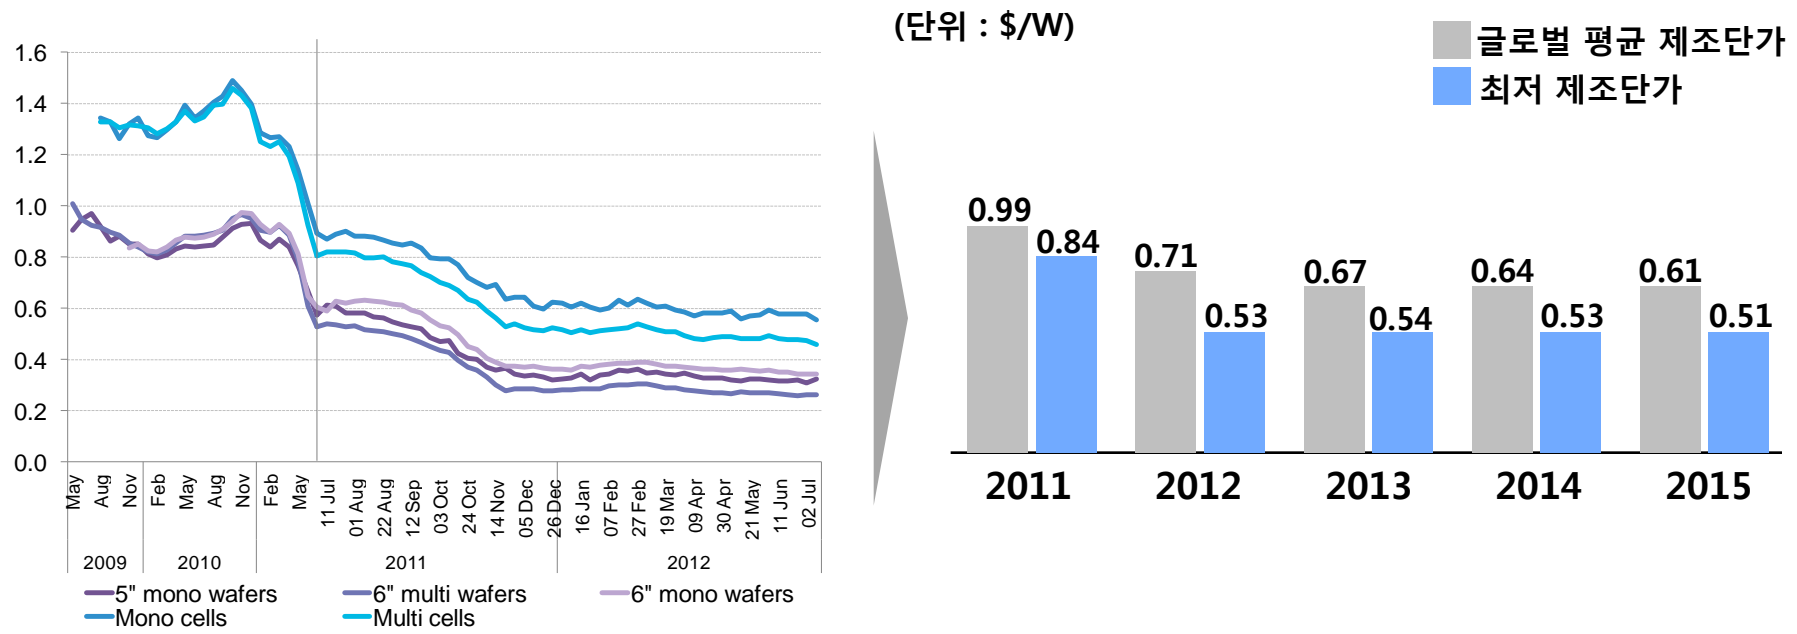 (단위 : $/W)
글로벌 평균 제조단가
최저 제조단가
1.6
1.4
1.2
1.0
0.8
0.6
0.4
0.2
0.0
May Aug Nov Feb May Aug Nov Feb May 11 Jul 01 Aug 22 Aug 12 Sep 03 Oct 24 Oct 14 Nov 05 Dec 26 Dec 16 Jan 07 Feb 27 Feb 19 Mar 09 Apr 30 Apr 21 May 11 Jun 02 Jul
2009 2010 2011 2012
5" mono wafers 6" multi wafers 6" mono wafers
Mono cells Multi cells
0.99 0.84 0.71 0.53 0.67 0.54 0.64 0.53 0.61 0.51
2011 2012 2013 2014 2015